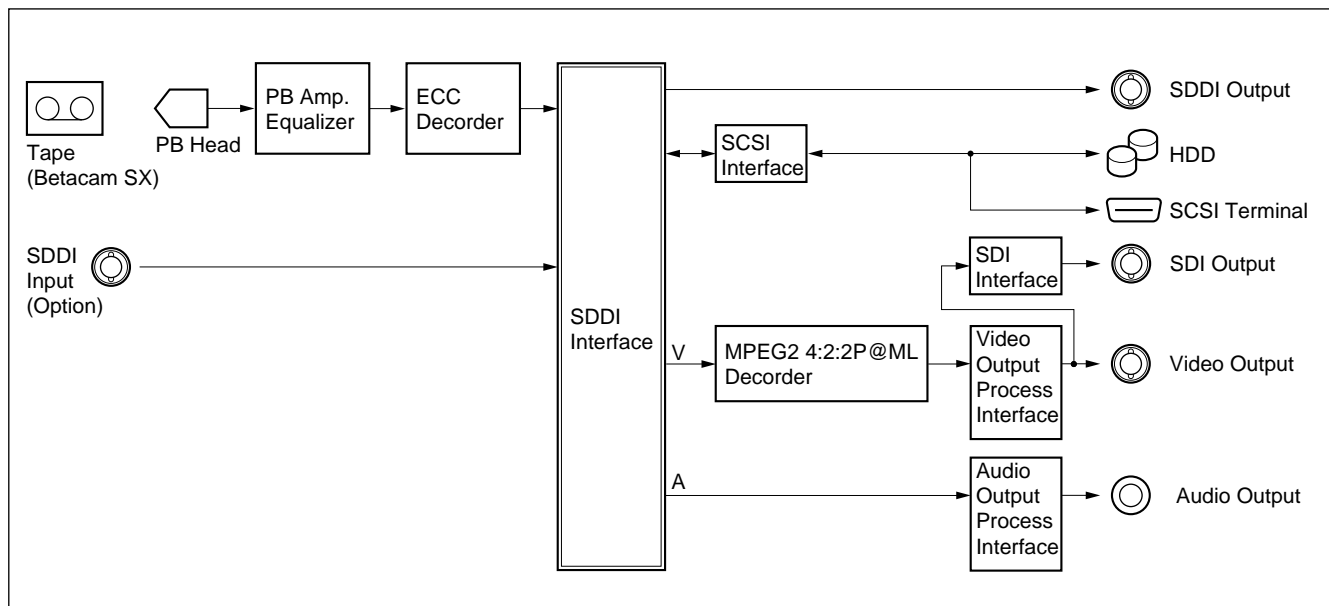 Tape
(Betacam SX)
PB Head
PB Amp.
Equalizer
ECC
Decorder
SDDI
Input
(Option)
SDDI
Interface
SCSI
Interface
SDDI Output
HDD
SCSI Terminal
SDI
Interface
SDI Output
V
MPEG2 4:2:2P@ML
Decorder
Video
Output
Process
Interface
Video Output
A
Audio
Output
Process
Interface
Audio Output